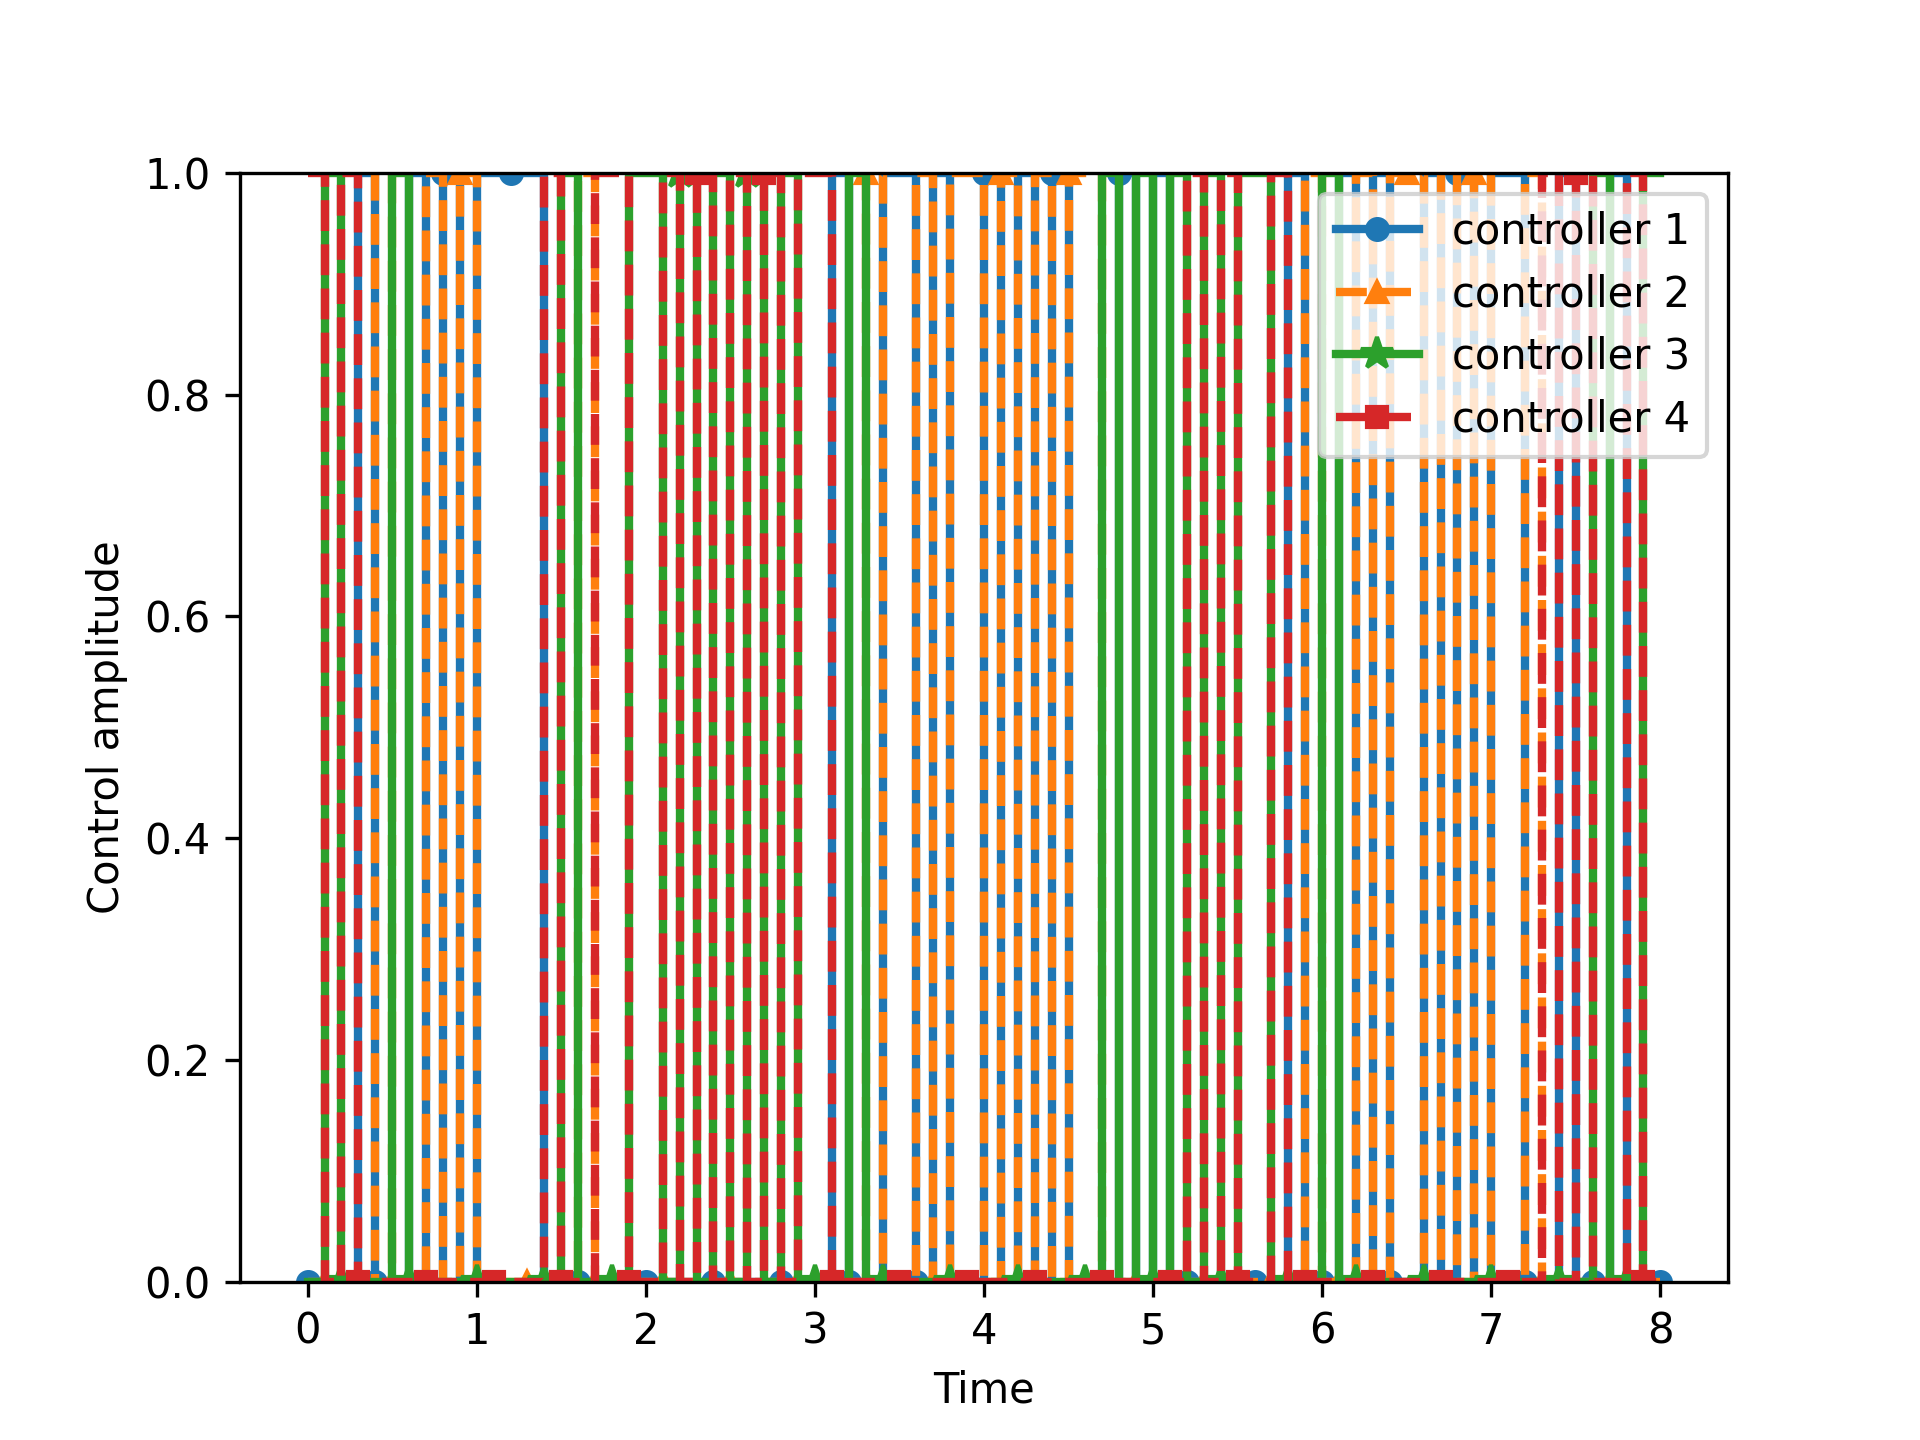 1.0
0.8
0.6
0.4
0.2
0.0
Control amplitude
0 1 2 3 4 5 6 7 8
Time
controller 1
controller 2
controller 3
controller 4